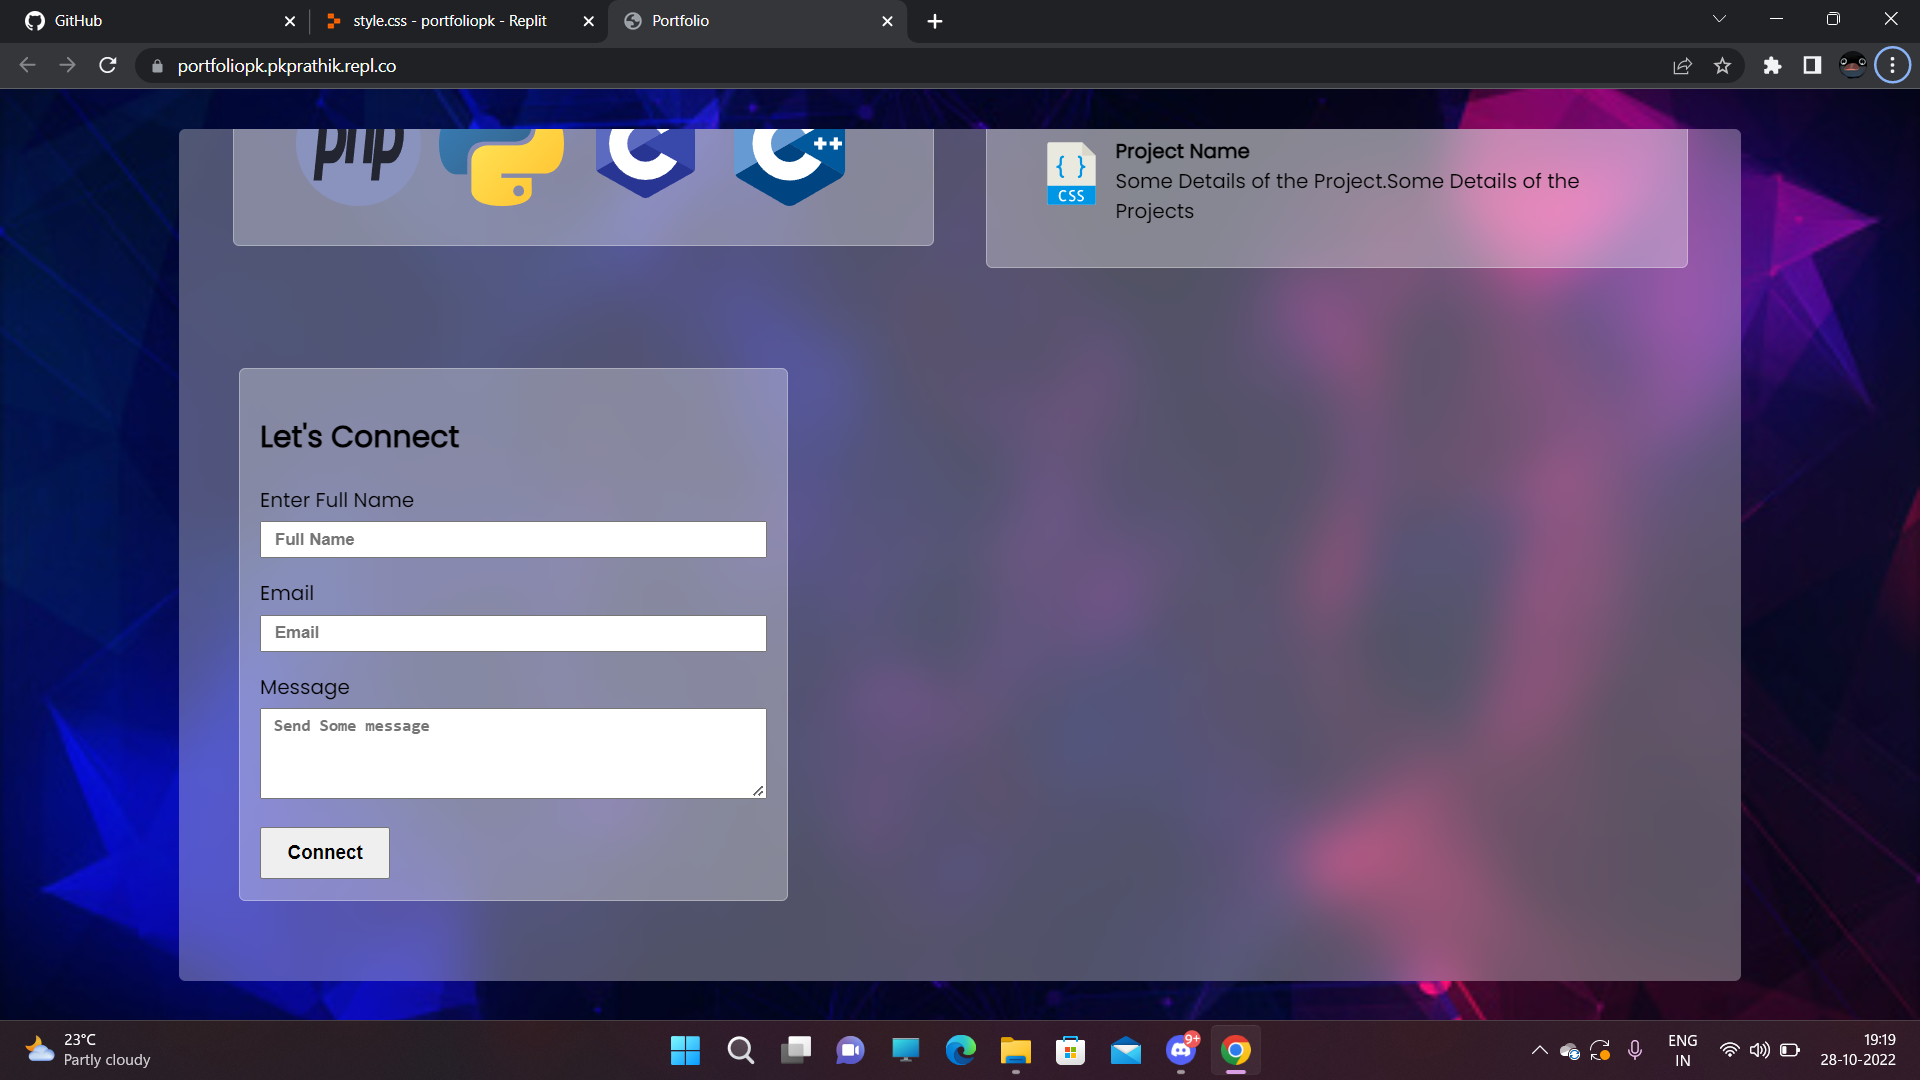 GitHub
style.css - portfoliopk - Replit
Portfolio
portfoliopk.pkprathik.repl.co
php
C
C++
{ }
CSS
Project Name
Some Details of the Project.Some Details of the
Projects
Let's Connect
Enter Full Name
Full Name
Email
Email
Message
Send Some message
Connect
23°C
Partly cloudy
9+
ENG
IN
19:19
28-10-2022